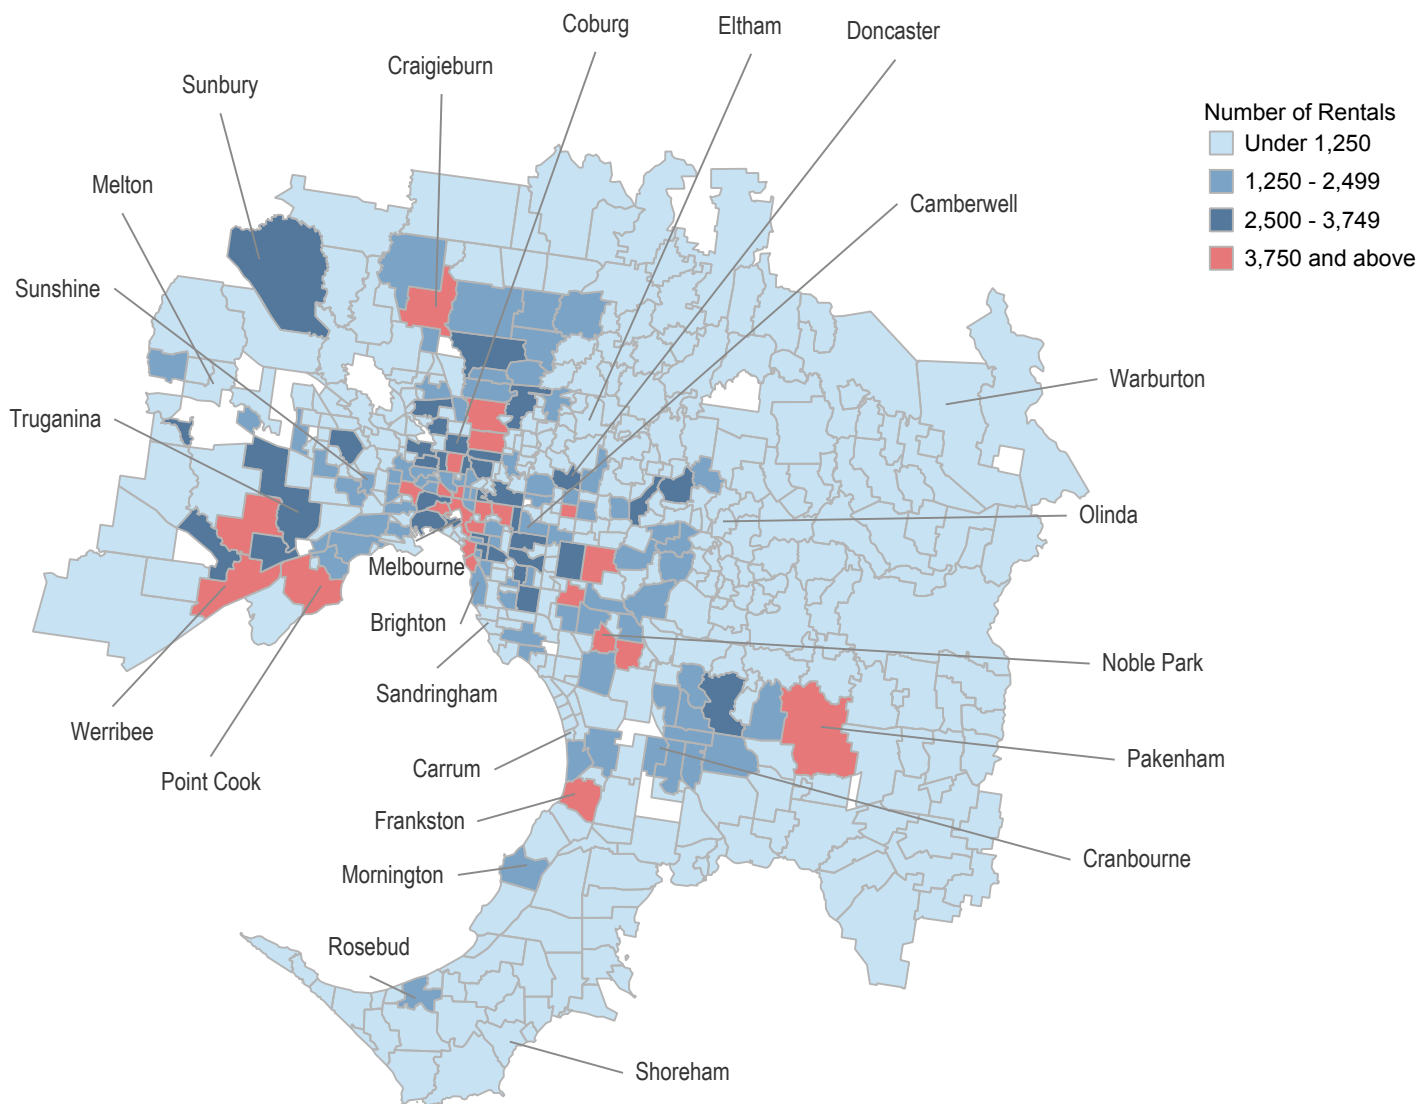 Coburg
Eltham
Doncaster
Craigieburn
Sunbury
Number of Rentals
Under 1,250
1,250 - 2,499
2,500 - 3,749
3,750 and above
Melton
Camberwell
Sunshine
Warburton
Truganina
Olinda
Melbourne
Brighton
Noble Park
Sandringham
Werribee
Pakenham
Carrum
Point Cook
Frankston
Cranbourne
Mornington
Rosebud
Shoreham